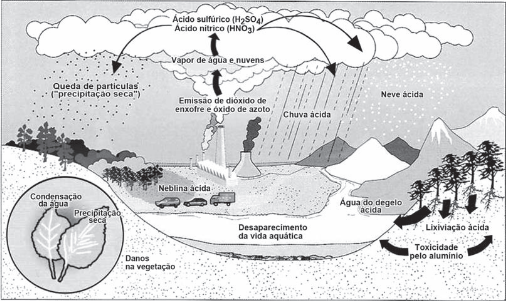 Ácido sulfúrico (H2SO4)
Ácido nítrico (HNO3)
Vapor de água e nuvens
Queda de partículas
("precipitação seca")
Emissão de dióxido de
enxofre e óxido de azoto
Chuva ácida
Neve ácida
Neblina ácida
Água do degelo
ácida
Lixiviação ácida
Toxicidade
pelo alumínio
Desaparecimento
da vida aquática
Condensação
da água
Precipitação
seca
Danos
na vegetação